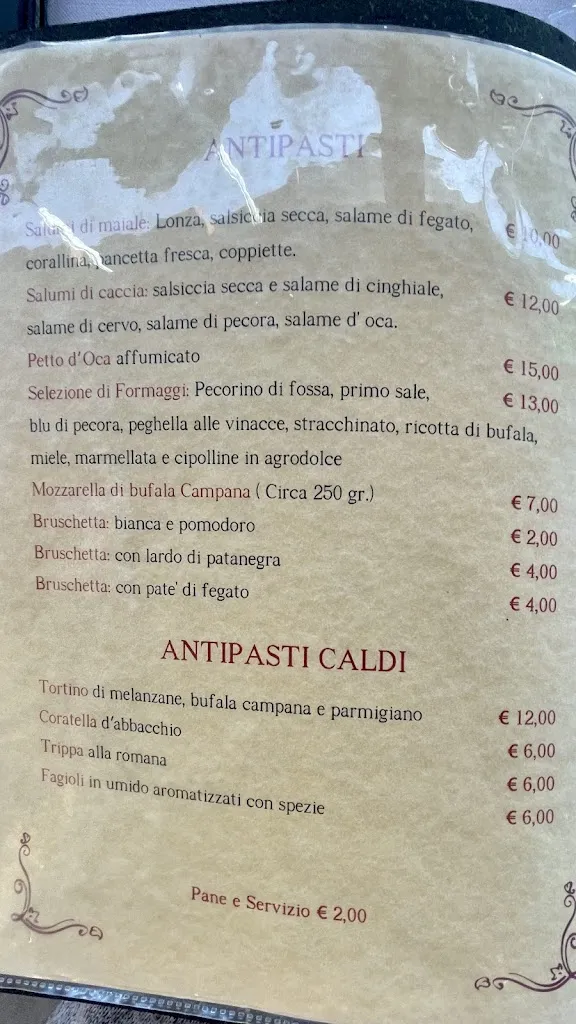 ANTIPASTI
Salumi di maiale: Lonza, salsiccia secca, salame di fegato, € 10,00
corallina, pancetta fresca, coppiette.
Salumi di caccia: salsiccia secca e salame di cinghiale, € 12,00
salame di cervo, salame di pecora, salame d' oca.
Petto d'Oca affumicato € 15,00
Selezione di Formaggi: Pecorino di fossa, primo sale, € 13,00
blu di pecora, peghella alle vinacce, stracchinato, ricotta di bufala,
miele, marmellata e cipolline in agrodolce
Mozzarella di bufala Campana ( Circa 250 gr.) € 7,00
Bruschetta: bianca e pomodoro € 2,00
Bruschetta: con lardo di patanegra € 4,00
Bruschetta: con pate' di fegato € 4,00
ANTIPASTI CALDI
Tortino di melanzane, bufala campana e parmigiano € 12,00
Coratella d'abbacchio € 6,00
Trippa alla romana € 6,00
Fagioli in umido aromatizzati con spezie € 6,00
Pane e Servizio € 2,00